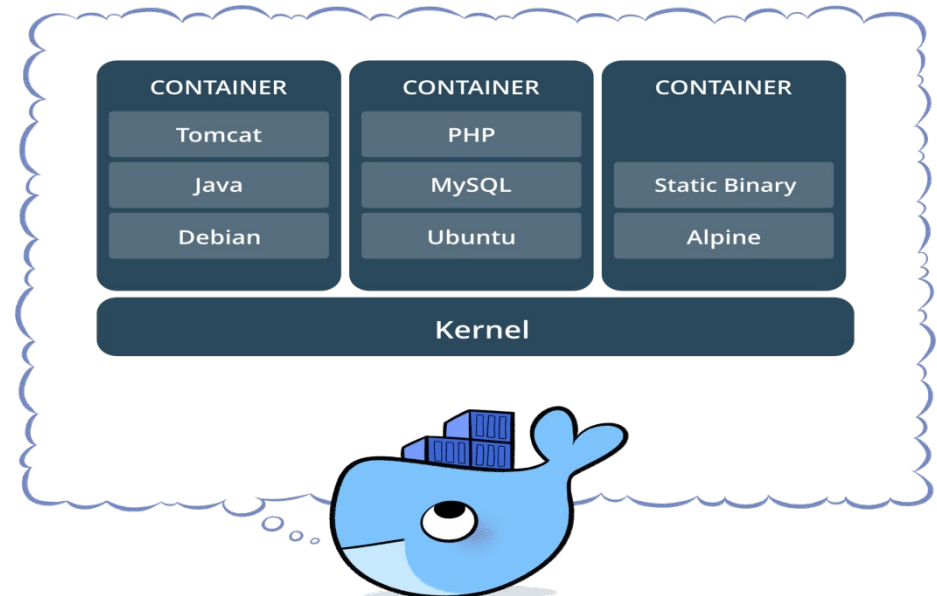 CONTAINER
Tomcat
Java
Debian
CONTAINER
PHP
MySQL
Ubuntu
CONTAINER
Static Binary
Alpine
Kernel